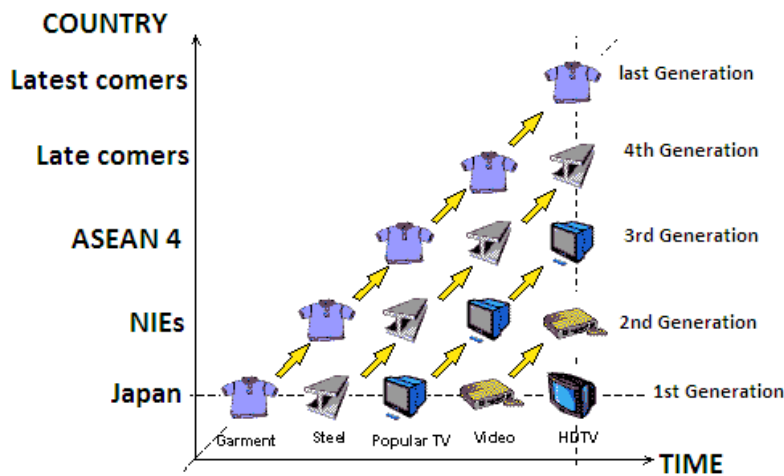 COUNTRY
Latest comers
last Generation
Late comers
4th Generation
ASEAN 4
3rd Generation
NIEs
2nd Generation
Japan
1st Generation
Garment
Steel
Popular TV
Video
HDTV
TIME